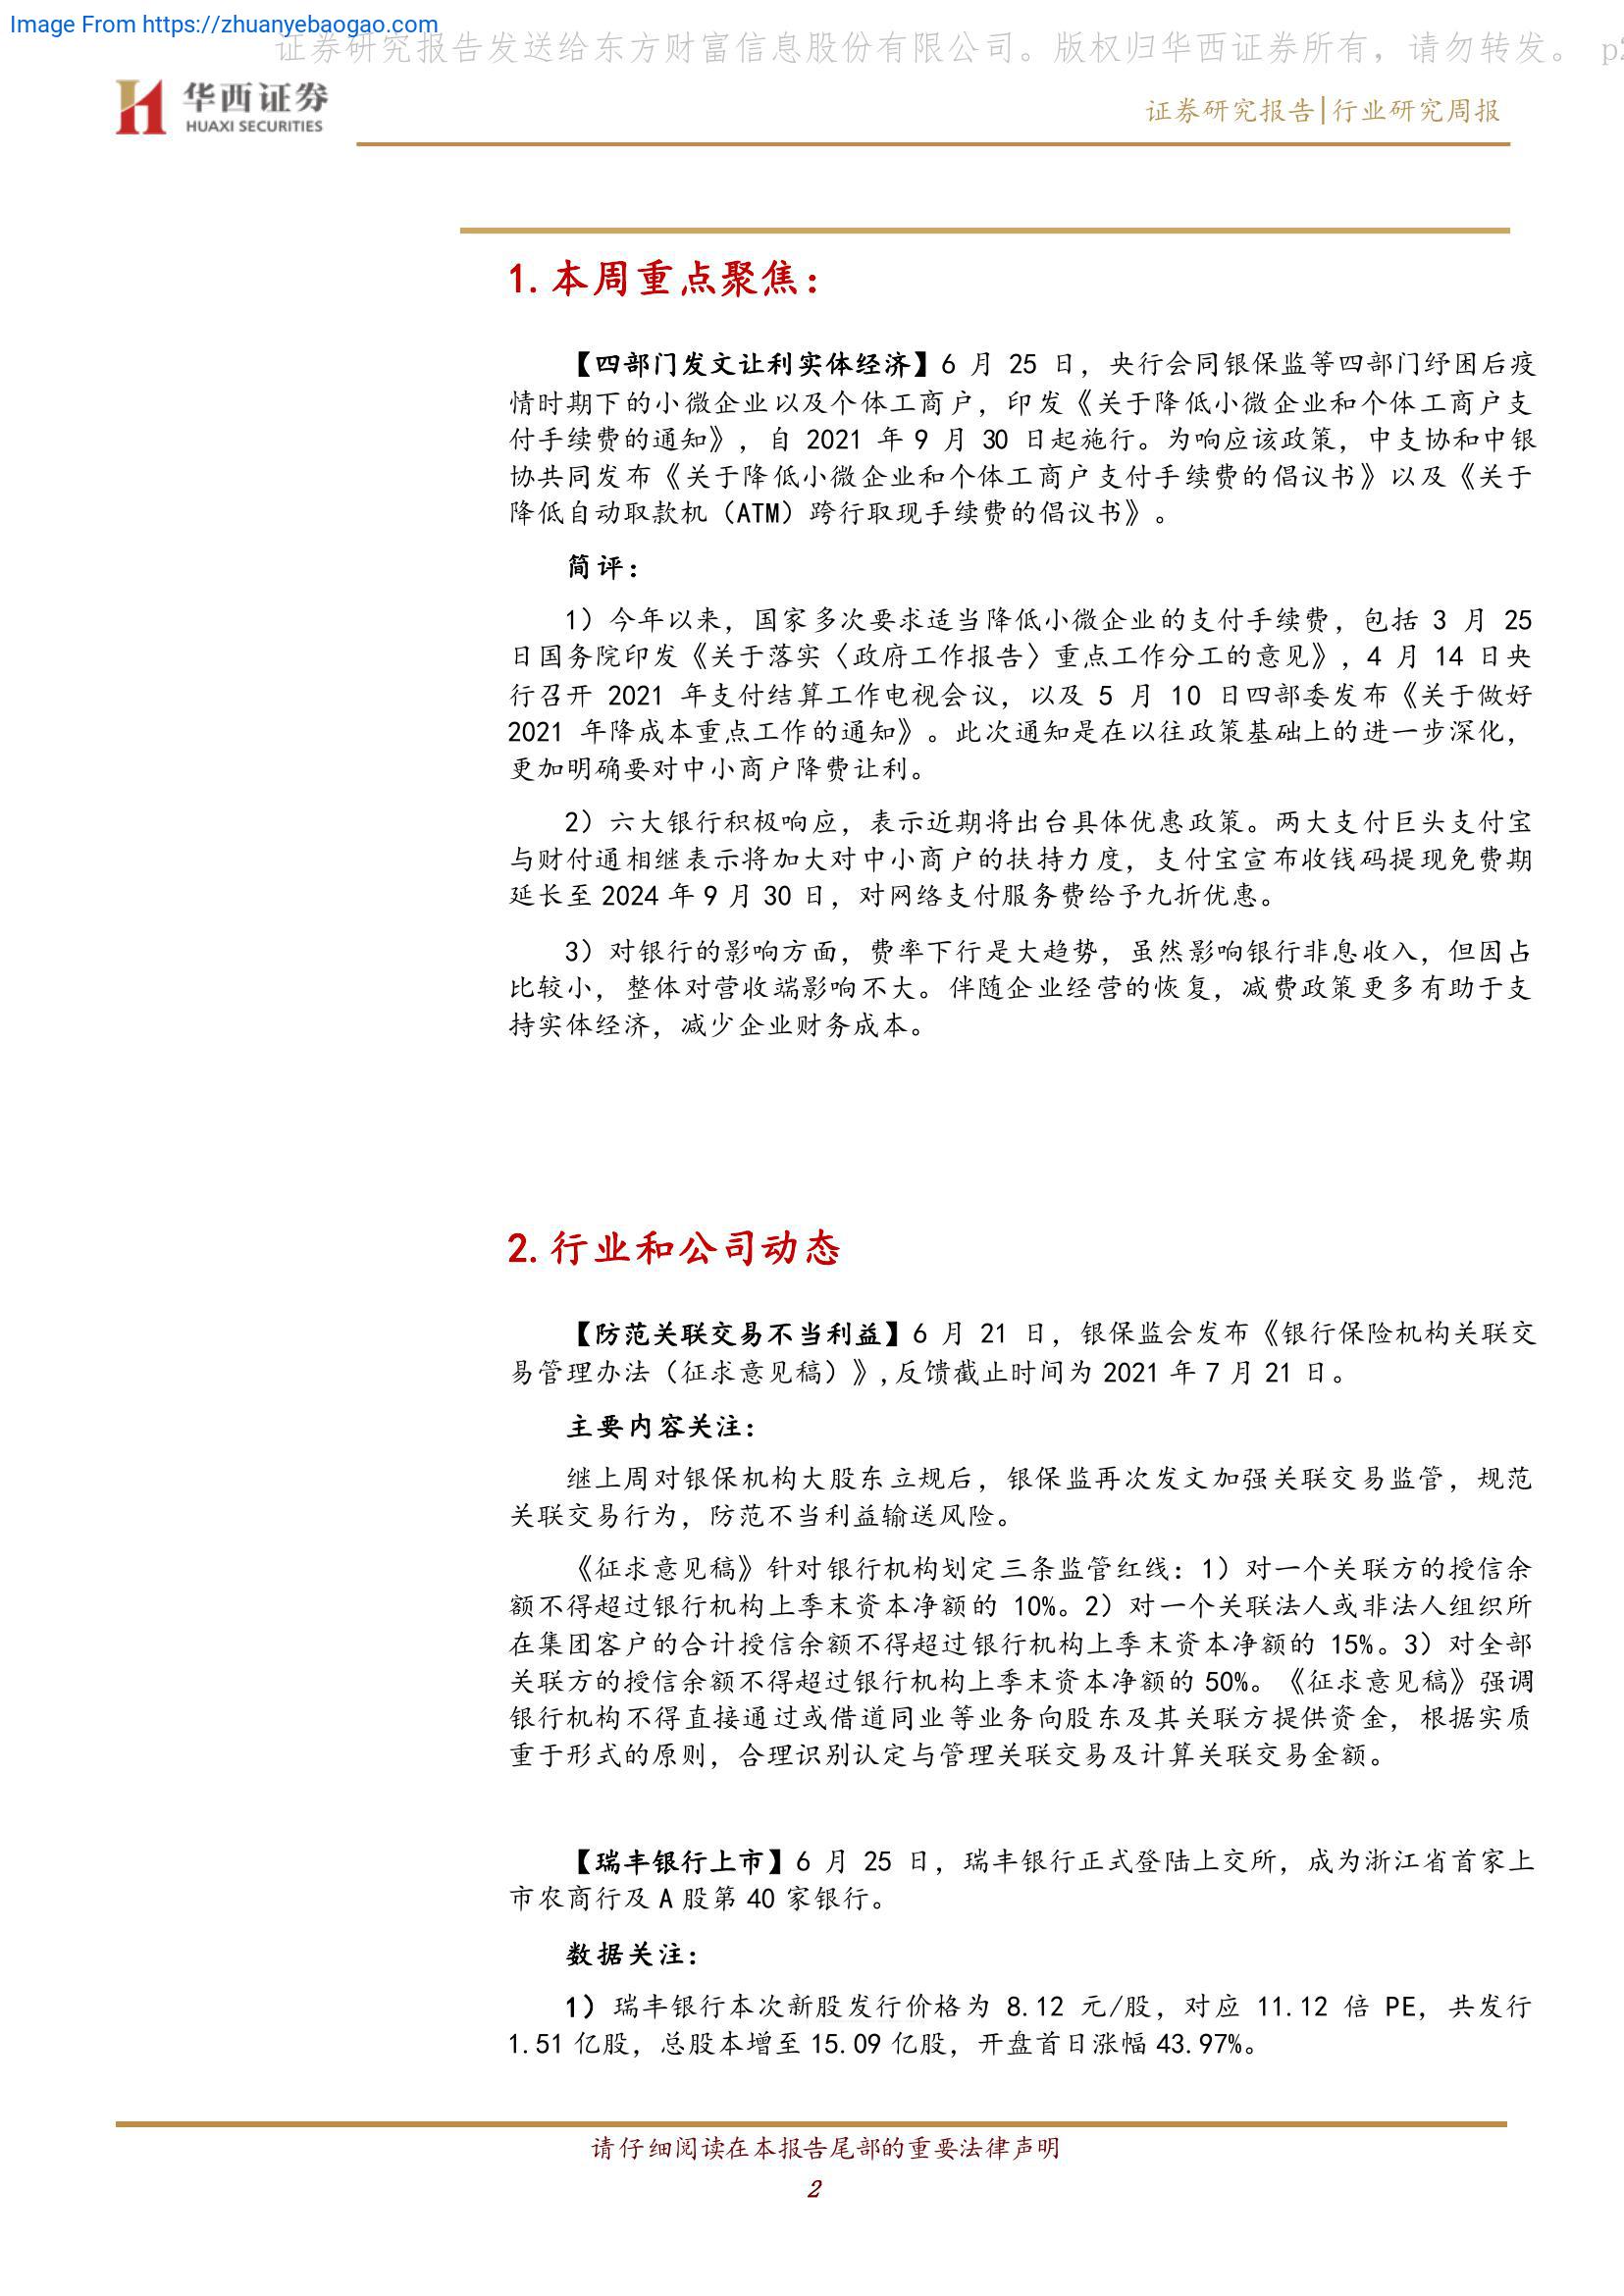 Image From https://zhuanyebaogao.com
证券研究报告发送给东方财富信息股份有限公司。版权归华西证券所有，请勿转发。 p2
华西证券
HUAXI SECURITIES
证券研究报告|行业研究周报
1.本周重点聚焦：
【四部门发文让利实体经济】6 月 25 日，央行会同银保监等四部门纾困后疫
情时期下的小微企业以及个体工商户，印发《关于降低小微企业和个体工商户支
付手续费的通知》，自 2021 年 9 月 30 日起施行。为响应该政策，中支协和中银
协共同发布《关于降低小微企业和个体工商户支付手续费的倡议书》以及《关于
降低自动取款机（ATM）跨行取现手续费的倡议书》。
简评：
1）今年以来，国家多次要求适当降低小微企业的支付手续费，包括 3 月 25
日国务院印发《关于落实〈政府工作报告〉重点工作分工的意见》，4 月 14 日央
行召开 2021 年支付结算工作电视会议，以及 5 月 10 日四部委发布《关于做好
2021 年降成本重点工作的通知》。此次通知是在以往政策基础上的进一步深化，
更加明确要对中小商户降费让利。
2）六大银行积极响应，表示近期将出台具体优惠政策。两大支付巨头支付宝
与财付通相继表示将加大对中小商户的扶持力度，支付宝宣布收钱码提现免费期
延长至 2024 年 9 月 30 日，对网络支付服务费给予九折优惠。
3）对银行的影响方面，费率下行是大趋势，虽然影响银行非息收入，但因占
比较小，整体对营收端影响不大。伴随企业经营的恢复，减费政策更多有助于支
持实体经济，减少企业财务成本。
2.行业和公司动态
【防范关联交易不当利益】6 月 21 日，银保监会发布《银行保险机构关联交
易管理办法（征求意见稿）》,反馈截止时间为 2021 年 7 月 21 日。
主要内容关注：
继上周对银保机构大股东立规后，银保监再次发文加强关联交易监管，规范
关联交易行为，防范不当利益输送风险。
《征求意见稿》针对银行机构划定三条监管红线：1）对一个关联方的授信余
额不得超过银行机构上季末资本净额的 10%。2）对一个关联法人或非法人组织所
在集团客户的合计授信余额不得超过银行机构上季末资本净额的 15%。3）对全部
关联方的授信余额不得超过银行机构上季末资本净额的 50%。《征求意见稿》强调
银行机构不得直接通过或借道同业等业务向股东及其关联方提供资金，根据实质
重于形式的原则，合理识别认定与管理关联交易及计算关联交易金额。
【瑞丰银行上市】6 月 25 日，瑞丰银行正式登陆上交所，成为浙江省首家上
市农商行及 A 股第 40 家银行。
数据关注：
1）瑞丰银行本次新股发行价格为 8.12 元/股，对应 11.12 倍 PE，共发行
1.51 亿股，总股本增至 15.09 亿股，开盘首日涨幅 43.97%。
请仔细阅读在本报告尾部的重要法律声明
2